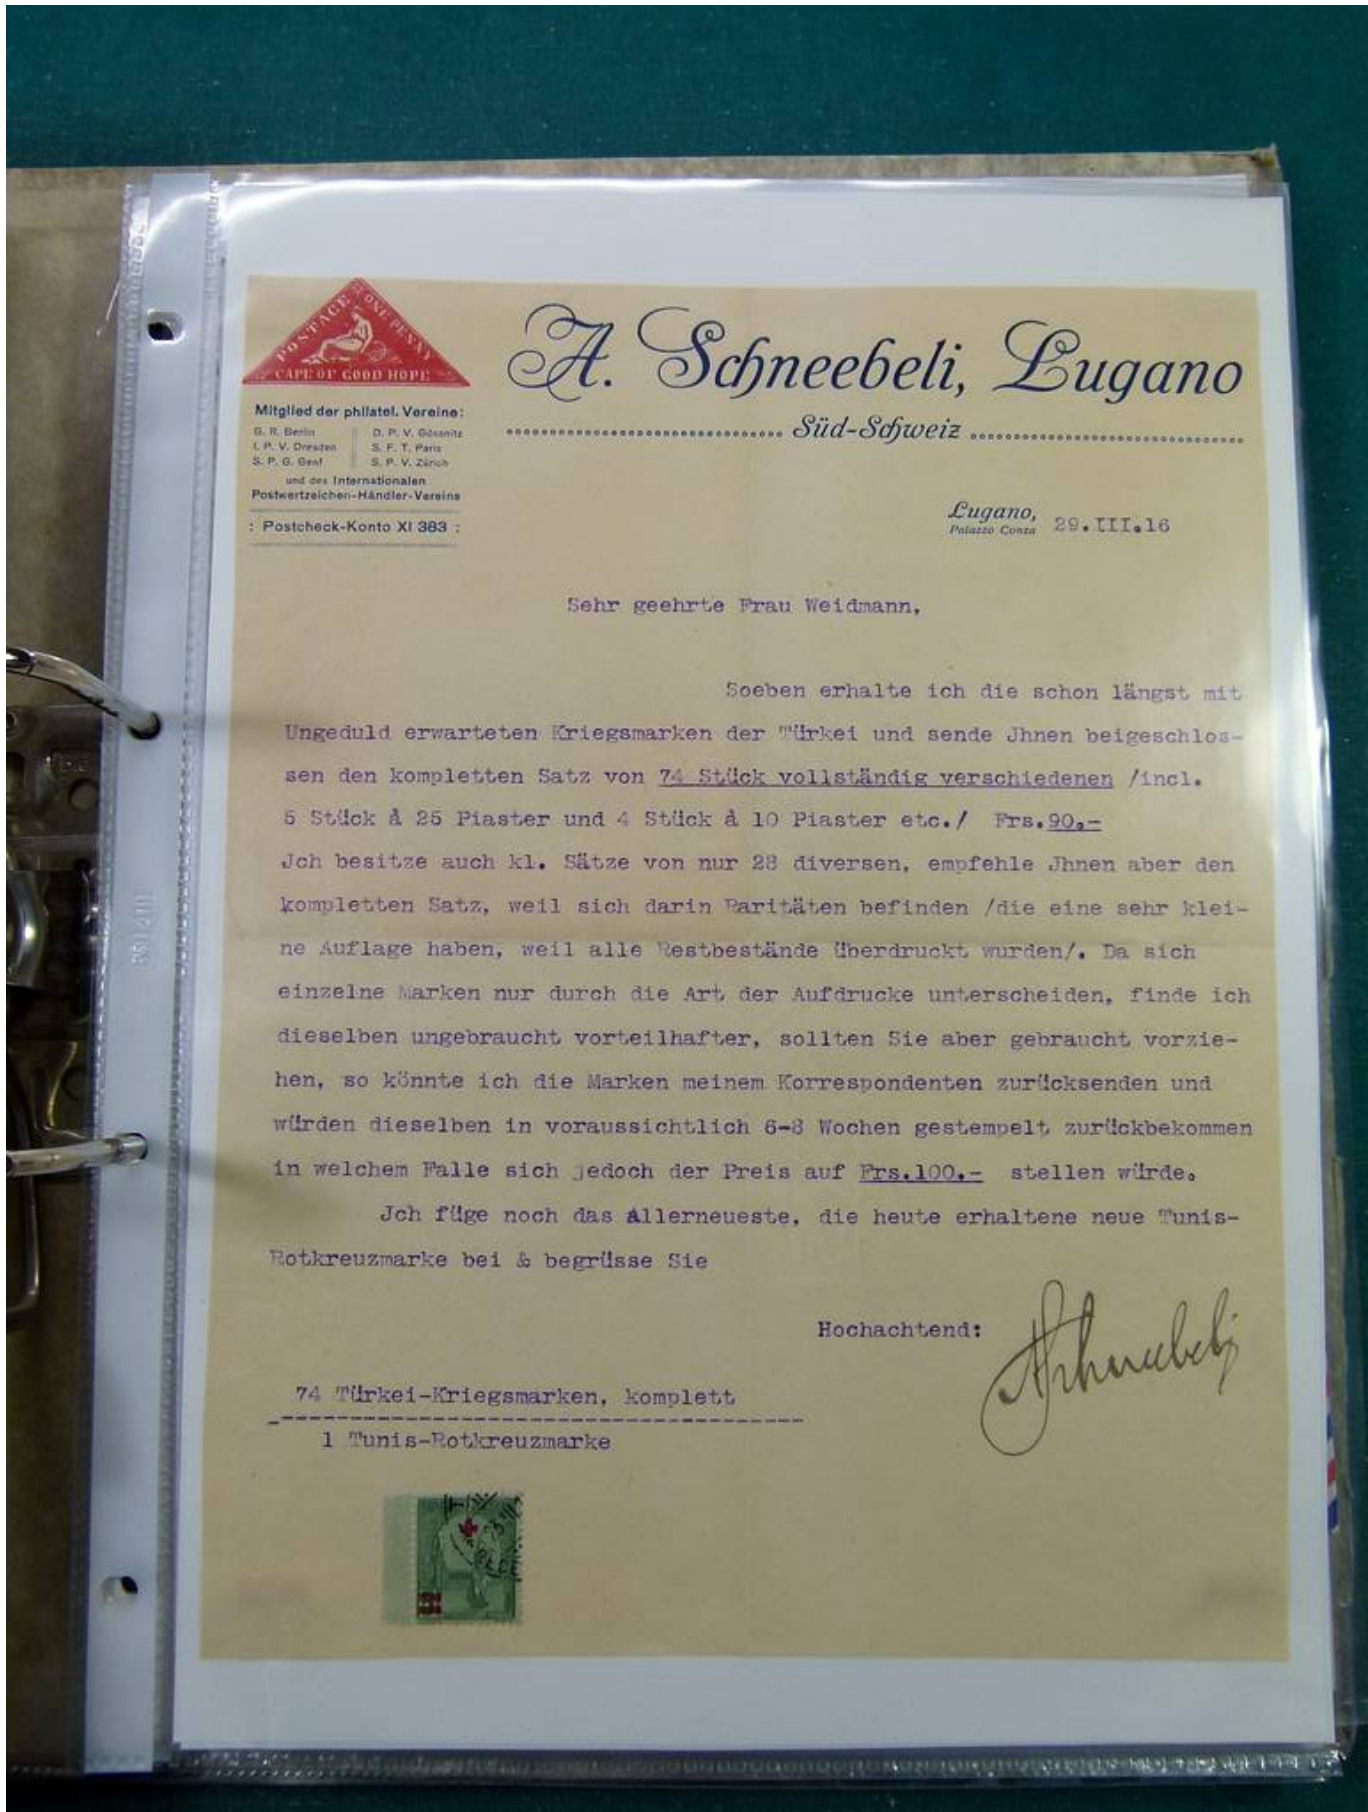 POSTAGE ONE PENNY
CAPE OF GOOD HOPE
A. Schneebeli, Lugano
Süd-Schweiz
Mitglied der philatel. Vereine:
G. R. Berlin
I. P. V. Dresden
S. P. G. Genf
D. P. V. Gössnitz
S. F. T. Paris
S. P. V. Zürich
und des Internationalen
Postwertzeichen-Händler-Vereins
: Postcheck-Konto XI 383 :
Lugano, 29.III.16
Palazzo Conza
Sehr geehrte Frau Weidmann,
Soeben erhalte ich die schon längst mit
Ungeduld erwarteten Kriegsmarken der Türkei und sende Jhnen beigeschlos-
sen den kompletten Satz von 74 Stück vollständig verschiedenen /incl.
5 Stück å 25 Piaster und 4 Stück å 10 Piaster etc./ Frs.90.-
Jch besitze auch kl. Sätze von nur 28 diversen, empfehle Jhnen aber den
kompletten Satz, weil sich darin Raritäten befinden /die eine sehr klei-
ne Auflage haben, weil alle Restbestände überdruckt wurden/. Da sich
einzelne Marken nur durch die Art der Aufdrucke unterscheiden, finde ich
dieselben ungebraucht vorteilhafter, sollten Sie aber gebraucht vorzie-
hen, so könnte ich die Marken meinem Korrespondenten zurücksenden und
würden dieselben in voraussichtlich 6-8 Wochen gestempelt zurückbekommen
in welchem Falle sich jedoch der Preis auf Frs.100.- stellen würde.
Jch füge noch das Allerneueste, die heute erhaltene neue Tunis-
Rotkreuzmarke bei & begrüsse Sie
Hochachtend:
ASchneebeli
74 Türkei-Kriegsmarken, komplett
1 Tunis-Rotkreuzmarke